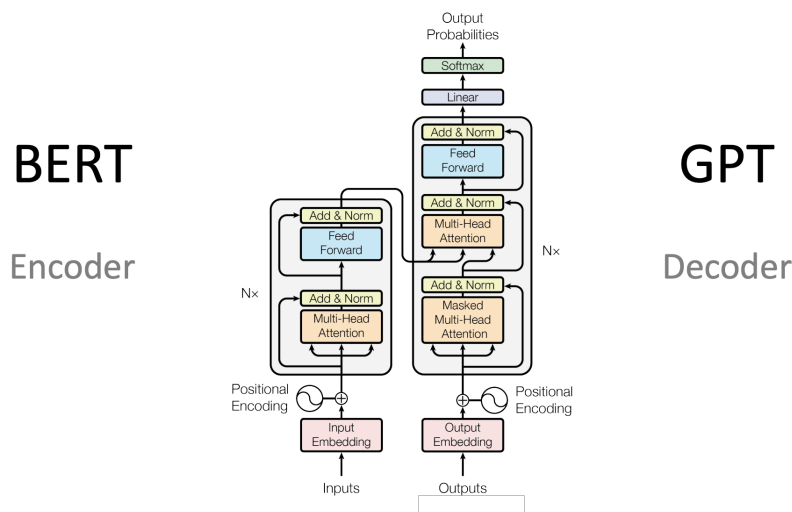 BERT
Encoder
Output
Probabilities
Softmax
Linear
Add & Norm
Feed
Forward
Add & Norm
Multi-Head
Attention
Add & Norm
Masked
Multi-Head
Attention
N×
Add & Norm
Feed
Forward
N×
Add & Norm
Multi-Head
Attention
Positional
Encoding
Positional
Encoding
Input
Embedding
Output
Embedding
Inputs
Outputs
GPT
Decoder